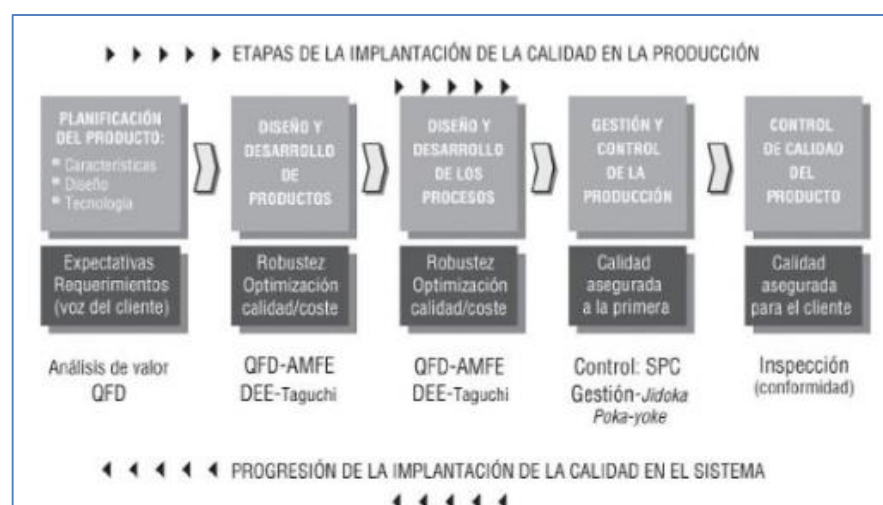 ETAPAS DE LA IMPLANTACIÓN DE LA CALIDAD EN LA PRODUCCIÓN
PLANIFICACIÓN
DEL PRODUCTO:
Características
Diseño
Tecnología
Expectativas
Requerimientos
(voz del cliente)
Análisis de valor
QFD
DISEÑO Y
DESARROLLO
DE
PRODUCTOS
Robustez
Optimización
calidad/coste
QFD-AMFE
DEE-Taguchi
DISEÑO Y
DESARROLLO
DE LOS
PROCESOS
Robustez
Optimización
calidad/coste
QFD-AMFE
DEE-Taguchi
GESTIÓN Y
CONTROL
DE LA
PRODUCCIÓN
Calidad
asegurada
a la primera
Control: SPC
Gestión-Jidoka
Poka-yoke
CONTROL
DE CALIDAD
DEL
PRODUCTO
Calidad
asegurada
para el cliente
Inspección
(conformidad)
PROGRESIÓN DE LA IMPLANTACIÓN DE LA CALIDAD EN EL SISTEMA